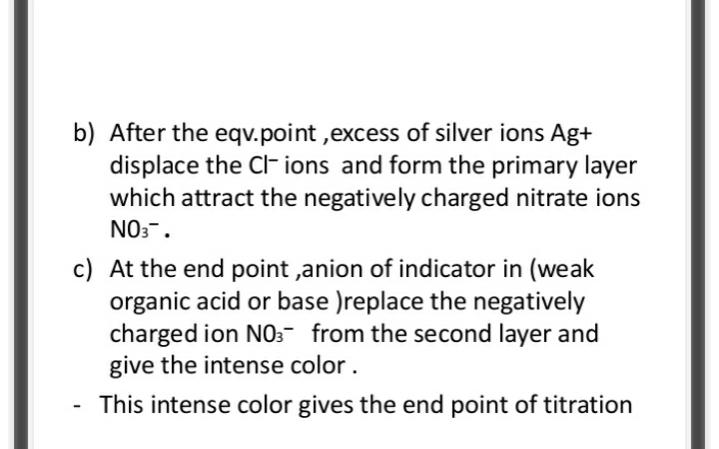 b) After the eqv.point ,excess of silver ions Ag+
displace the Cl⁻ ions and form the primary layer
which attract the negatively charged nitrate ions
NO₃⁻ .
c) At the end point ,anion of indicator in (weak
organic acid or base )replace the negatively
charged ion NO₃⁻ from the second layer and
give the intense color .
- This intense color gives the end point of titration